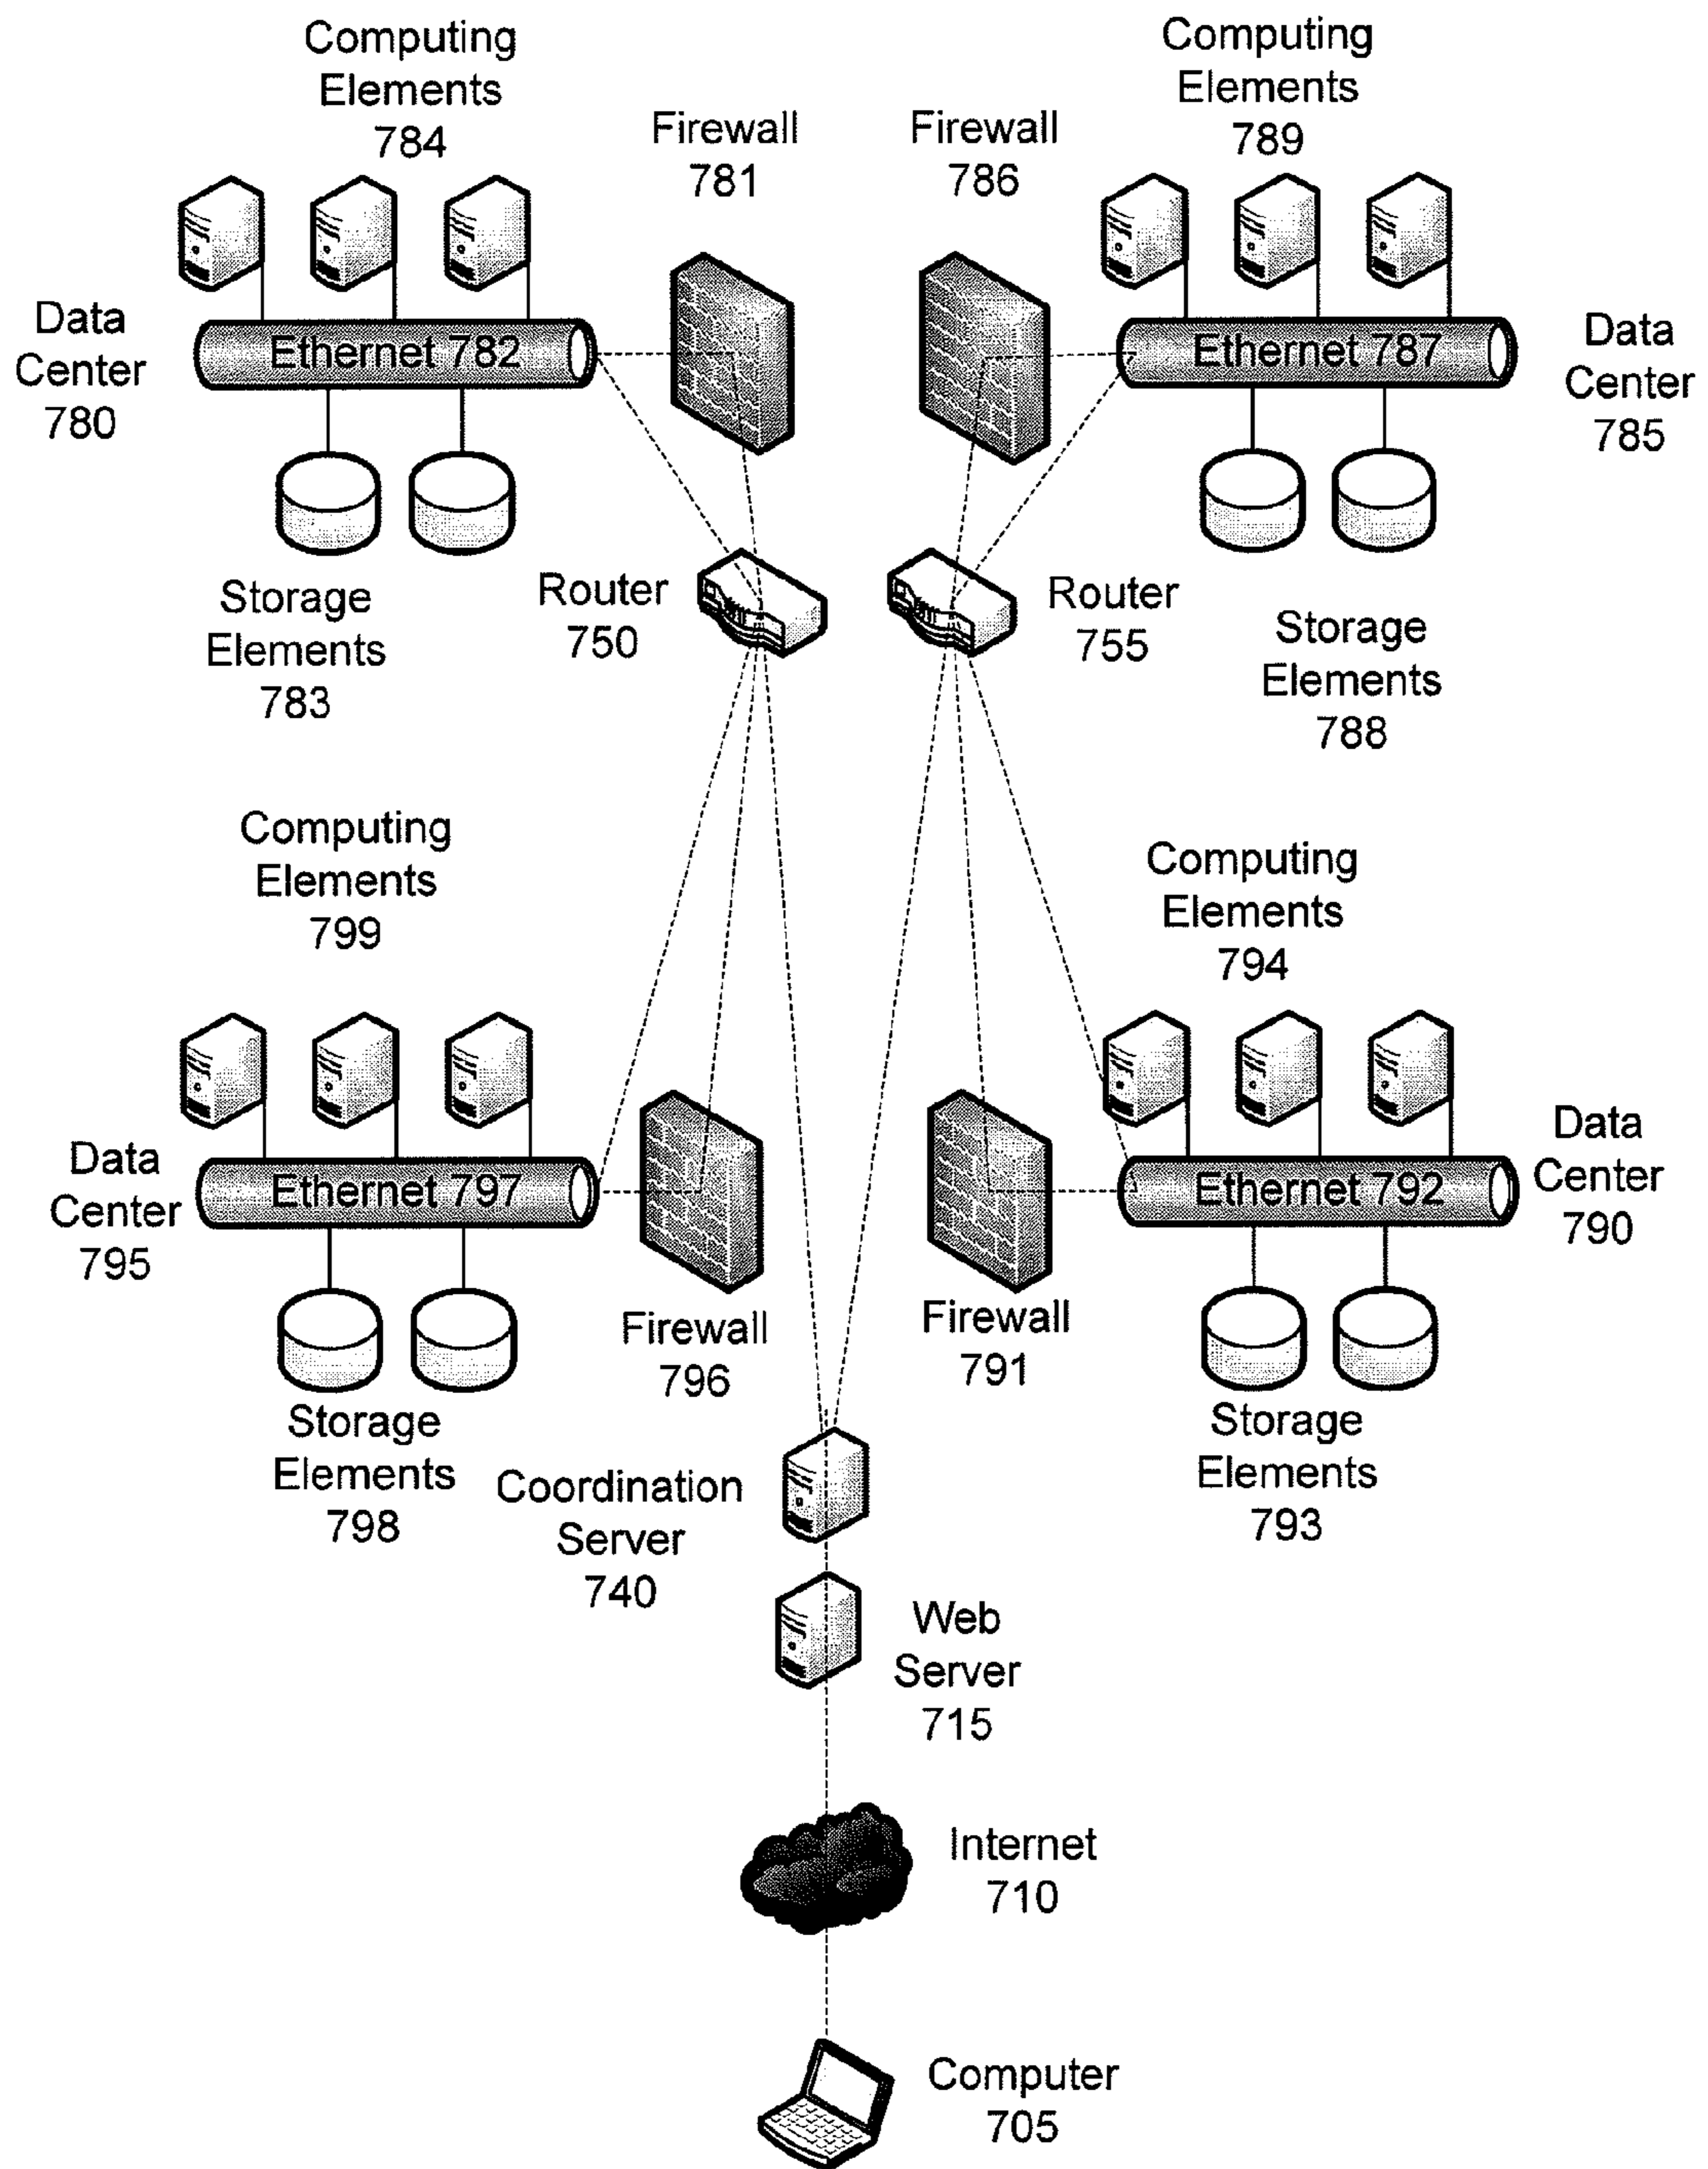 Computing
Elements
784
Firewall
781
Firewall
786
Computing
Elements
789
Data
Center
780
Ethernet 782
Ethernet 787
Data
Center
785
Storage
Elements
783
Router
750
Router
755
Storage
Elements
788
Computing
Elements
799
Computing
Elements
794
Data
Center
795
Ethernet 797
Ethernet 792
Data
Center
790
Firewall
796
Firewall
791
Storage
Elements
798
Storage
Elements
793
Coordination
Server
740
Web
Server
715
Internet
710
Computer
705